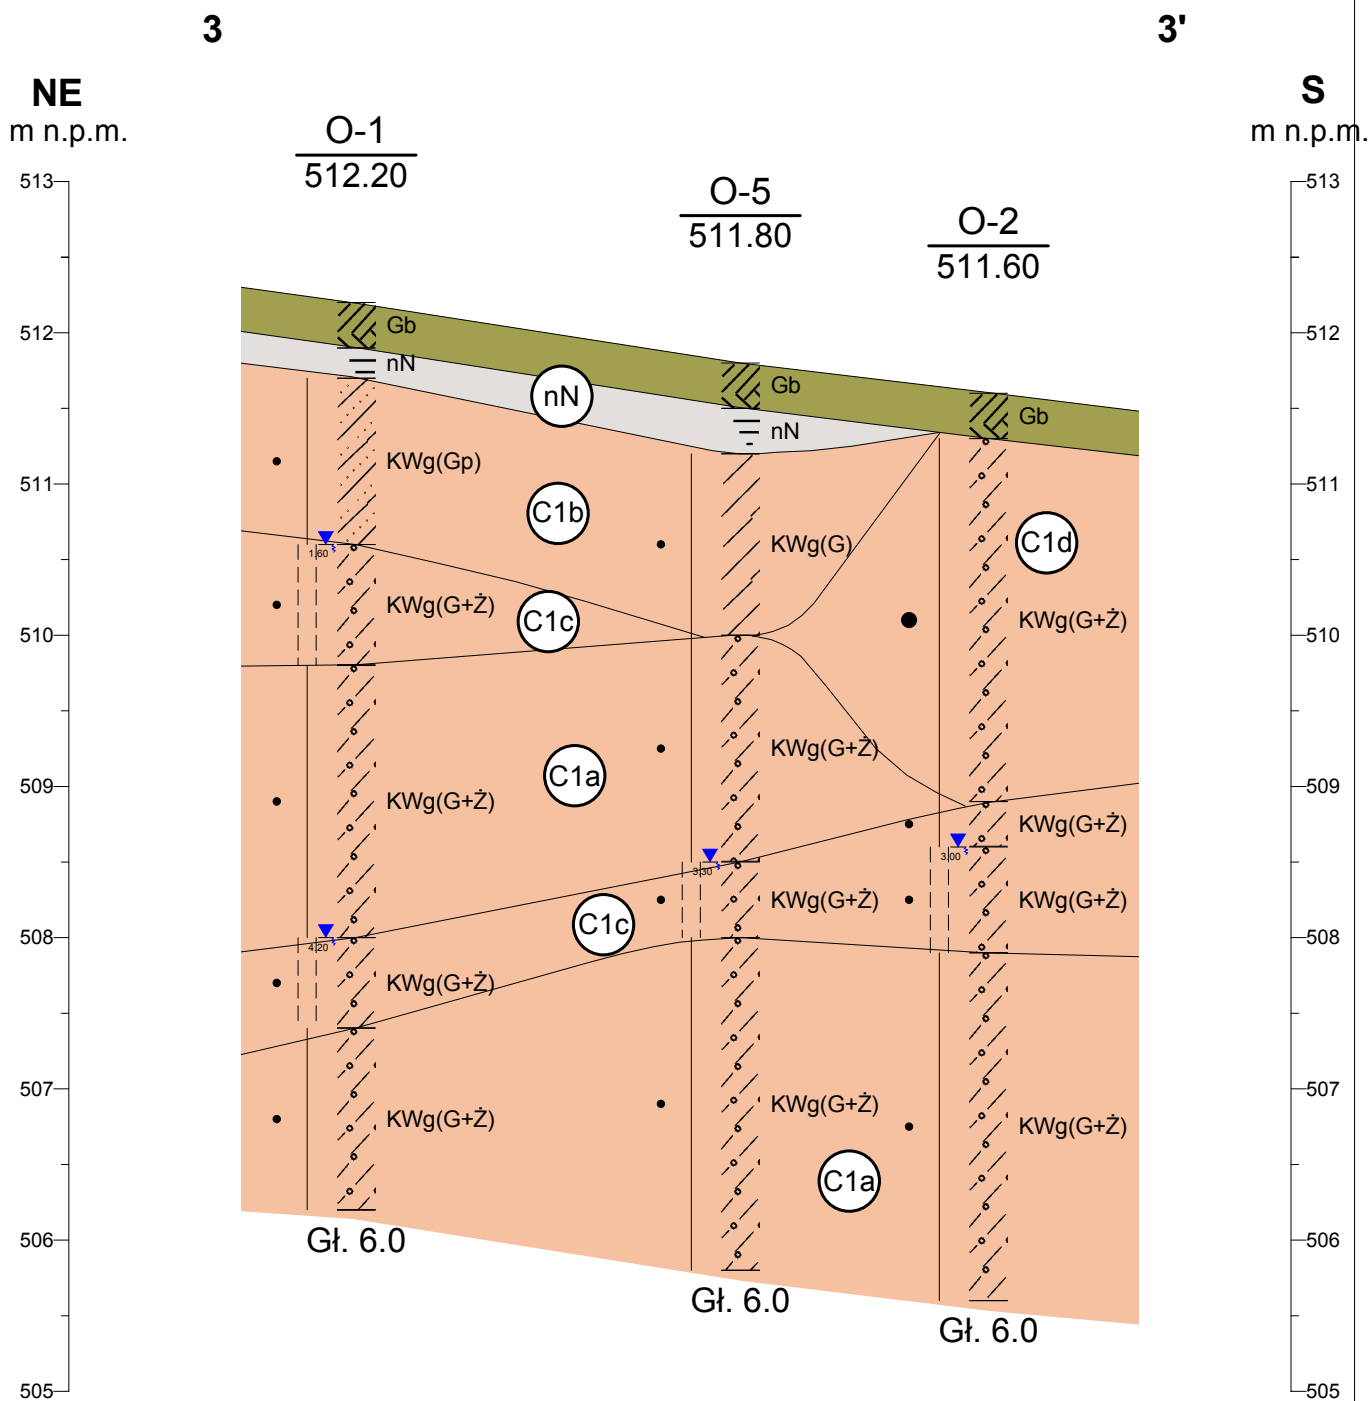 3 3'
NE S
m n.p.m. m n.p.m.
O-1
512.20
O-5
511.80
O-2
511.60
513 513
512 512
511 511
510 510
509 509
508 508
507 507
506 506
505 505
Gb
nN
KWg(Gp)
1.60
KWg(G+Ż)
KWg(G+Ż)
4.20
KWg(G+Ż)
KWg(G+Ż)
Gł. 6.0
nN
C1b
C1c
C1a
C1c
Gb
nN
KWg(G)
KWg(G+Ż)
3.30
KWg(G+Ż)
KWg(G+Ż)
Gł. 6.0
C1a
Gb
C1d
KWg(G+Ż)
KWg(G+Ż)
3.00
KWg(G+Ż)
KWg(G+Ż)
Gł. 6.0